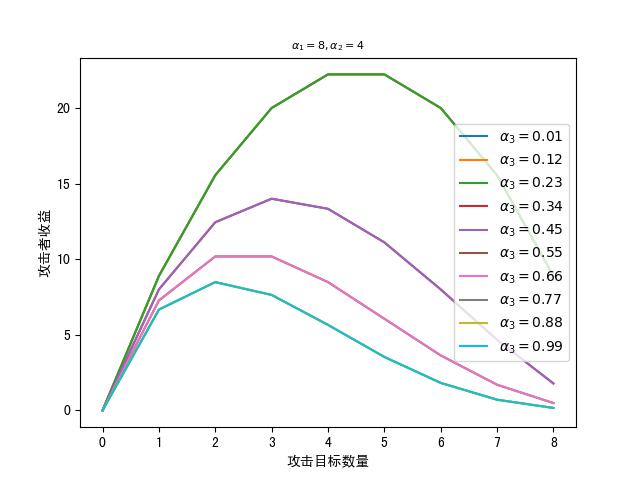 α₁ = 8, α₂ = 4
攻击者收益
20
15
10
5
0
0 1 2 3 4 5 6 7 8
攻击目标数量
α₃ = 0.01
α₃ = 0.12
α₃ = 0.23
α₃ = 0.34
α₃ = 0.45
α₃ = 0.55
α₃ = 0.66
α₃ = 0.77
α₃ = 0.88
α₃ = 0.99